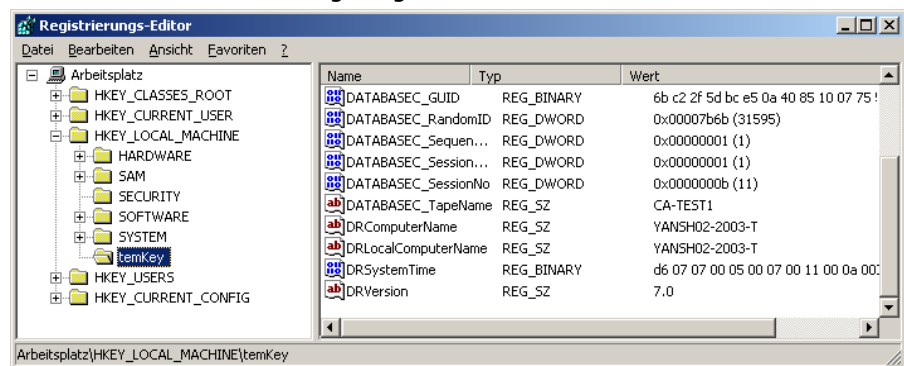 Registrierungs-Editor
Datei Bearbeiten Ansicht Favoriten ?
Arbeitsplatz
HKEY_CLASSES_ROOT
HKEY_CURRENT_USER
HKEY_LOCAL_MACHINE
HARDWARE
SAM
SECURITY
SOFTWARE
SYSTEM
temKey
HKEY_USERS
HKEY_CURRENT_CONFIG
Name Typ Wert
DATABASEC_GUID REG_BINARY 6b c2 2f 5d bc e5 0a 40 85 10 07 75
DATABASEC_RandomID REG_DWORD 0x00007b6b (31595)
DATABASEC_Sequen... REG_DWORD 0x00000001 (1)
DATABASEC_Session... REG_DWORD 0x00000001 (1)
DATABASEC_SessionNo REG_DWORD 0x0000000b (11)
DATABASEC_TapeName REG_SZ CA-TEST1
DRComputerName REG_SZ YANSH02-2003-T
DRLocalComputerName REG_SZ YANSH02-2003-T
DRSystemTime REG_BINARY d6 07 07 00 05 00 07 00 11 00 0a 00
DRVersion REG_SZ 7.0
Arbeitsplatz\HKEY_LOCAL_MACHINE\temKey